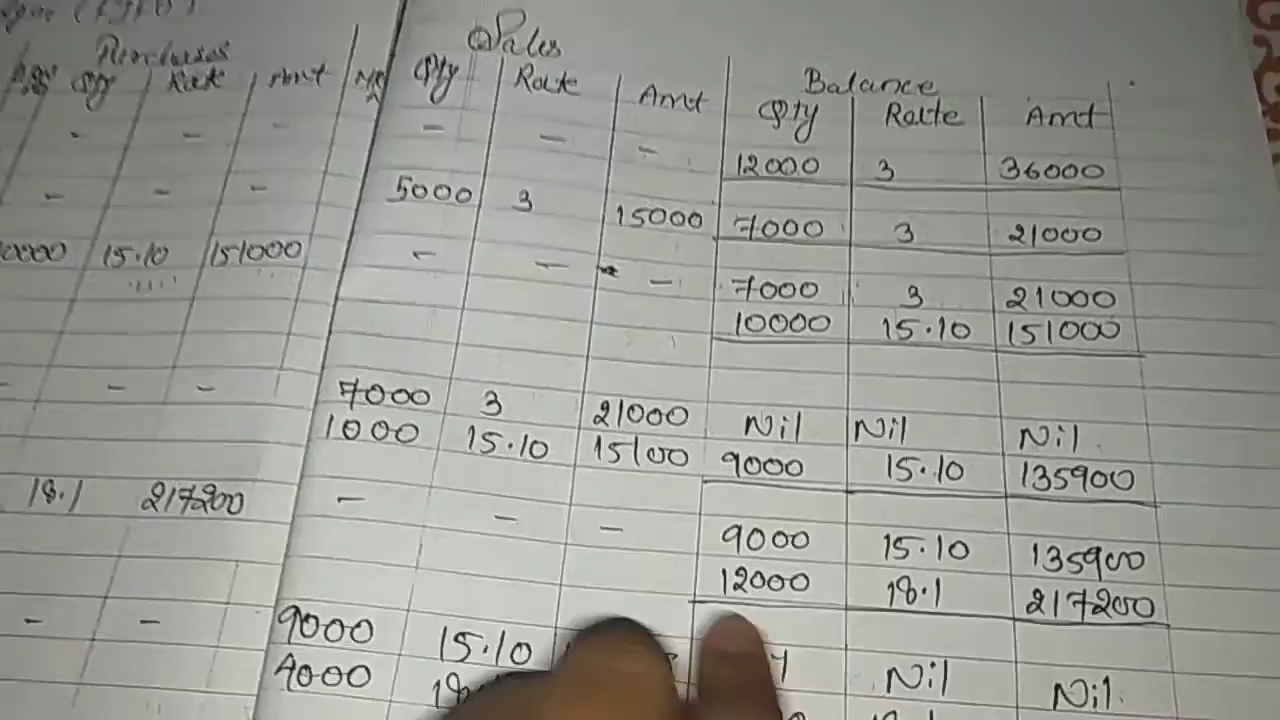 Purchases Sales
Qty Rate Amt Qty Rate Amt Balance
Qty Rate Amt
- - - - - - 12000 3 36000
- - - 5000 3 15000 7000 3 21000
0000 15.10 151000 - - - 7000 3 21000
10000 15.10 151000
- - - 7000 3 21000 Nil Nil Nil.
1000 15.10 15100 9000 15.10 135900
18.1 217200 - - - 9000 15.10 135900
12000 18.1 217200
- - 9000 15.10 Nil Nil.
4000